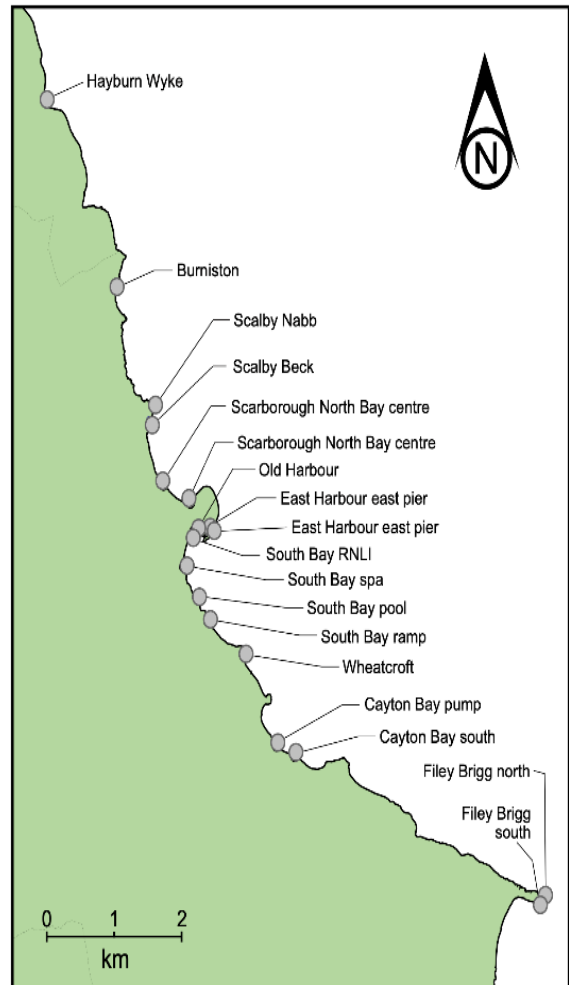 Hayburn Wyke
N
Burniston
Scalby Nabb
Scalby Beck
Scarborough North Bay centre
Scarborough North Bay centre
Old Harbour
East Harbour east pier
East Harbour east pier
South Bay RNLI
South Bay spa
South Bay pool
South Bay ramp
Wheatcroft
Cayton Bay pump
Cayton Bay south
Filey Brigg north
Filey Brigg
south
0 1 2
km